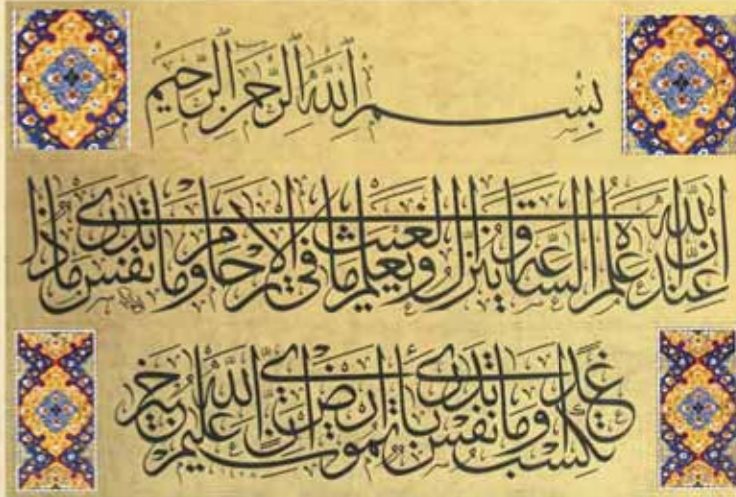 بسم الله الرحمن الرحيم
إن الله عنده علم الساعة وينزل الغيث ويعلم ما في الأرحام وما تدري نفس ماذا
تكسب غدا وما تدري نفس بأي أرض تموت إن الله عليم خبير